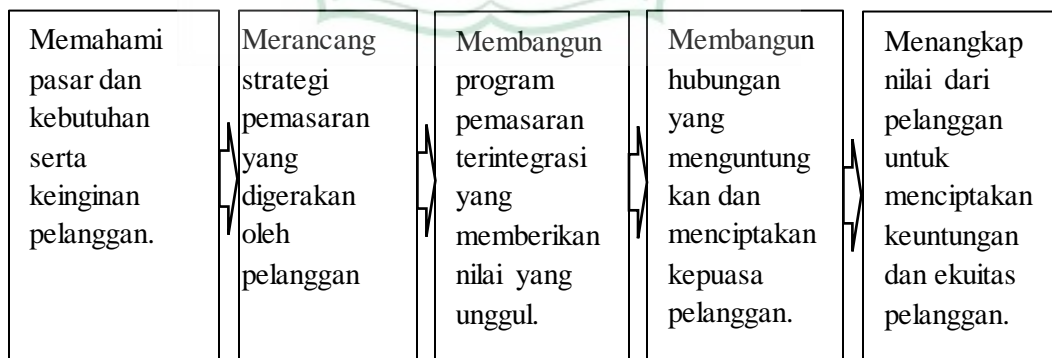 Memahami
pasar dan
kebutuhan
serta
keinginan
pelanggan.
Merancang
strategi
pemasaran
yang
digerakan
oleh
pelanggan
Membangun
program
pemasaran
terintegrasi
yang
memberikan
nilai yang
unggul.
Membangun
hubungan
yang
menguntung
kan dan
menciptakan
kepuasa
pelanggan.
Menangkap
nilai dari
pelanggan
untuk
menciptakan
keuntungan
dan ekuitas
pelanggan.